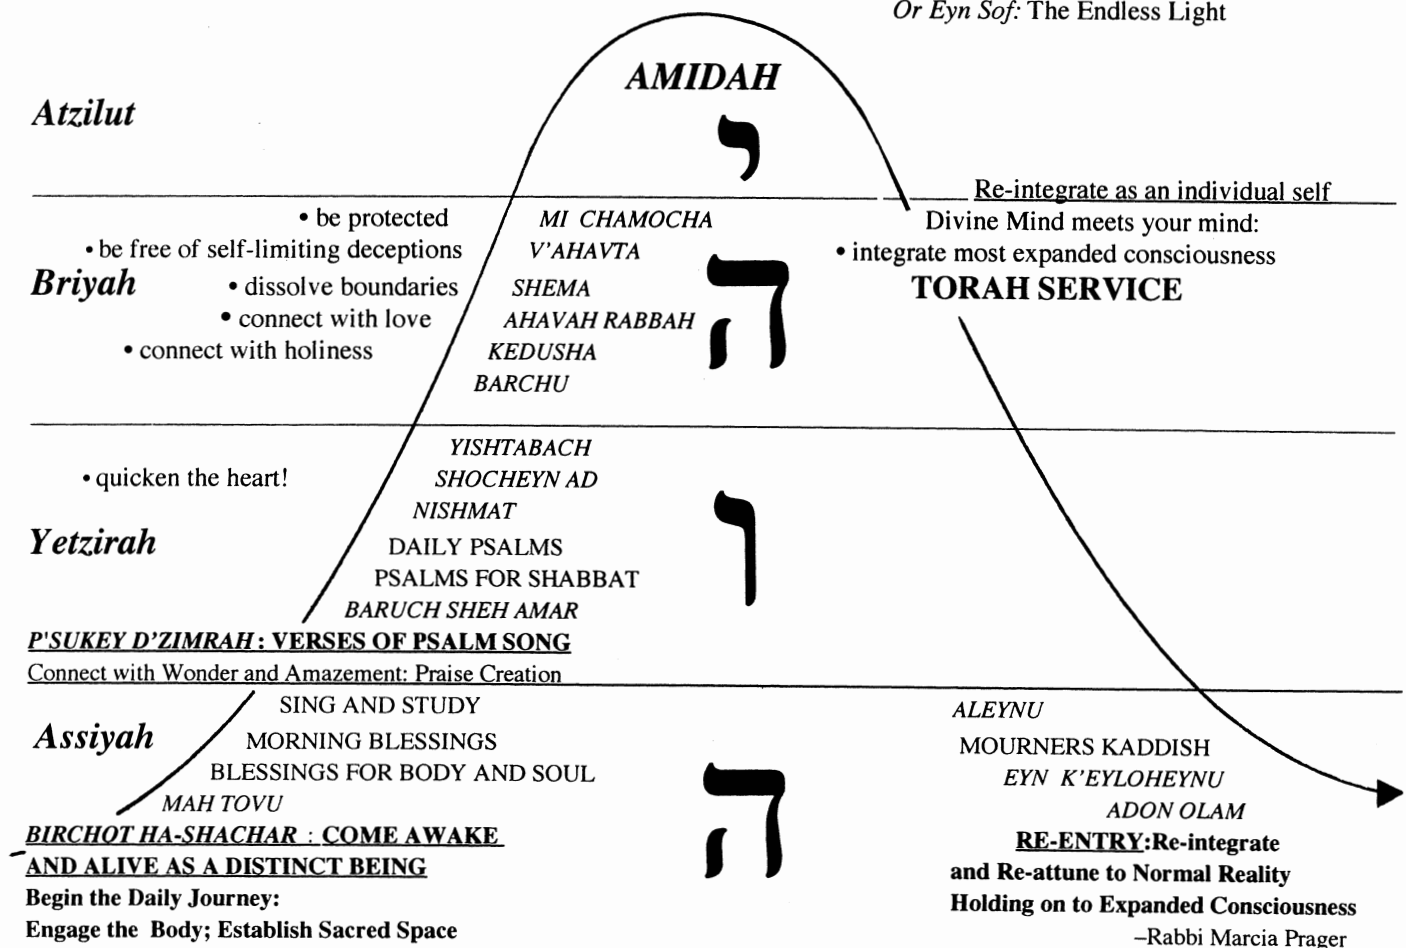 Or Eyn Sof: The Endless Light
AMIDAH
Atzilut
י
Re-integrate as an individual self
• be protected
MI CHAMOCHA
Divine Mind meets your mind:
• be free of self-limiting deceptions
V'AHAVTA
• integrate most expanded consciousness
Briyah
• dissolve boundaries
SHEMA
ה
TORAH SERVICE
• connect with love
AHAVAH RABBAH
• connect with holiness
KEDUSHA
BARCHU
YISHTABACH
• quicken the heart!
SHOCHEYN AD
NISHMAT
Yetzirah
ו
DAILY PSALMS
PSALMS FOR SHABBAT
BARUCH SHEH AMAR
P'SUKEY D'ZIMRAH: VERSES OF PSALM SONG
Connect with Wonder and Amazement: Praise Creation
SING AND STUDY
ALEYNU
Assiyah
MORNING BLESSINGS
MOURNERS KADDISH
BLESSINGS FOR BODY AND SOUL
ה
EYN K'EYLOHEYNU
MAH TOVU
ADON OLAM
BIRCHOT HA-SHACHAR : COME AWAKE
AND ALIVE AS A DISTINCT BEING
Begin the Daily Journey:
Engage the Body; Establish Sacred Space
RE-ENTRY:Re-integrate
and Re-attune to Normal Reality
Holding on to Expanded Consciousness
–Rabbi Marcia Prager